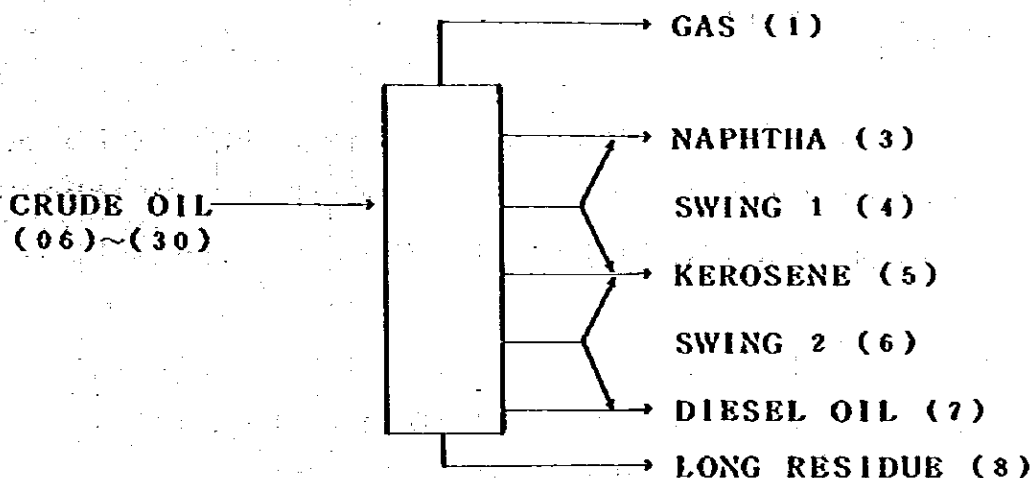 GAS (1)
NAPHTHA (3)
SWING 1 (4)
CRUDE OIL
(06)~(30)
KEROSENE (5)
SWING 2 (6)
DIESEL OIL (7)
LONG RESIDUE (8)